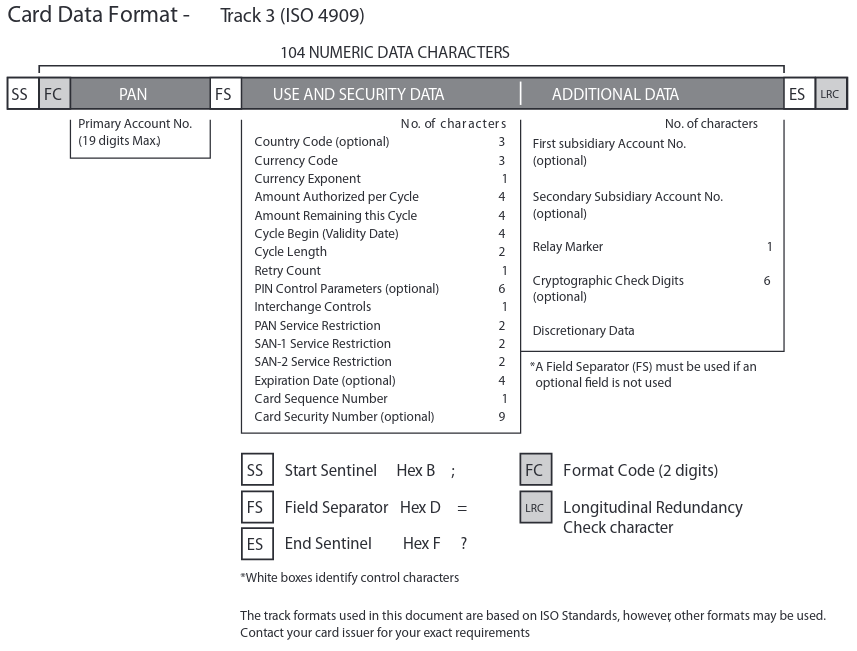 Card Data Format - Track 3 (ISO 4909)
104 NUMERIC DATA CHARACTERS
SS FC PAN FS USE AND SECURITY DATA ADDITIONAL DATA ES LRC
Primary Account No.
(19 digits Max.)
No. of characters
Country Code (optional) 3
Currency Code 3
Currency Exponent 1
Amount Authorized per Cycle 4
Amount Remaining this Cycle 4
Cycle Begin (Validity Date) 4
Cycle Length 2
Retry Count 1
PIN Control Parameters (optional) 6
Interchange Controls 1
PAN Service Restriction 2
SAN-1 Service Restriction 2
SAN-2 Service Restriction 2
Expiration Date (optional) 4
Card Sequence Number 1
Card Security Number (optional) 9
No. of characters
First subsidiary Account No.
(optional)
Secondary Subsidiary Account No.
(optional)
Relay Marker 1
Cryptographic Check Digits 6
(optional)
Discretionary Data
*A Field Separator (FS) must be used if an
optional field is not used
SS Start Sentinel Hex B ;
FS Field Separator Hex D =
ES End Sentinel Hex F ?
FC Format Code (2 digits)
LRC Longitudinal Redundancy
Check character
*White boxes identify control characters
The track formats used in this document are based on ISO Standards, however, other formats may be used.
Contact your card issuer for your exact requirements